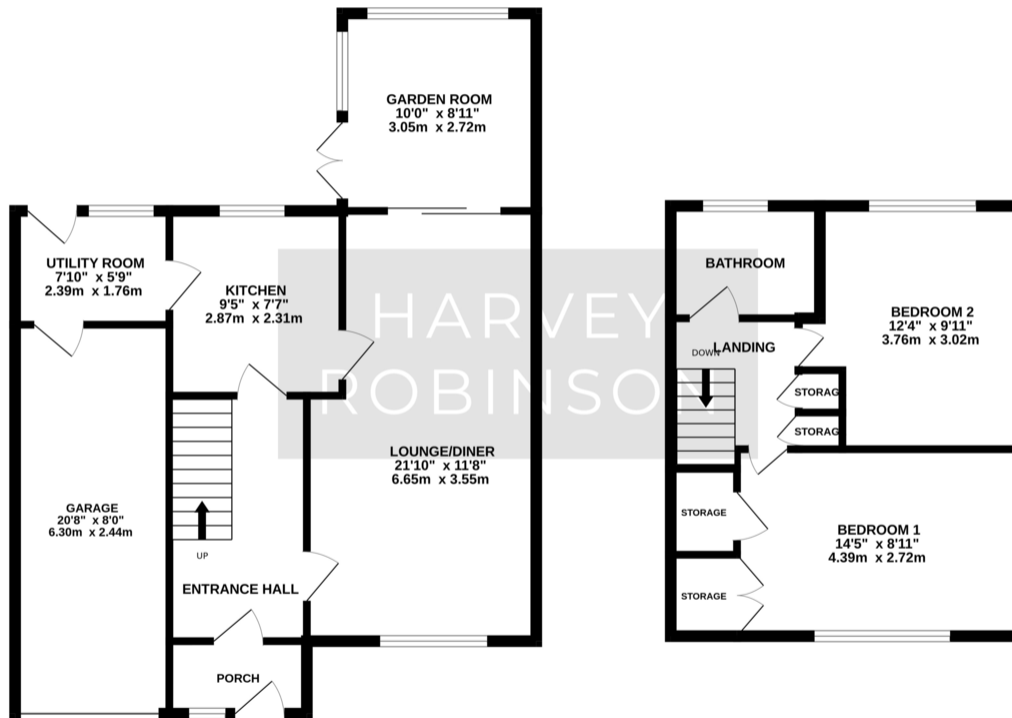 GARDEN ROOM
10'0" x 8'11"
3.05m x 2.72m
UTILITY ROOM
7'10" x 5'9"
2.39m x 1.76m
KITCHEN
9'5" x 7'7"
2.87m x 2.31m
HARVEY
ROBINSON
LOUNGE/DINER
21'10" x 11'8"
6.65m x 3.55m
GARAGE
20'8" x 8'0"
6.30m x 2.44m
UP
ENTRANCE HALL
PORCH
BATHROOM
BEDROOM 2
12'4" x 9'11"
3.76m x 3.02m
LANDING
DOWN
STORAG
STORAG
STORAGE
BEDROOM 1
14'5" x 8'11"
4.39m x 2.72m
STORAGE